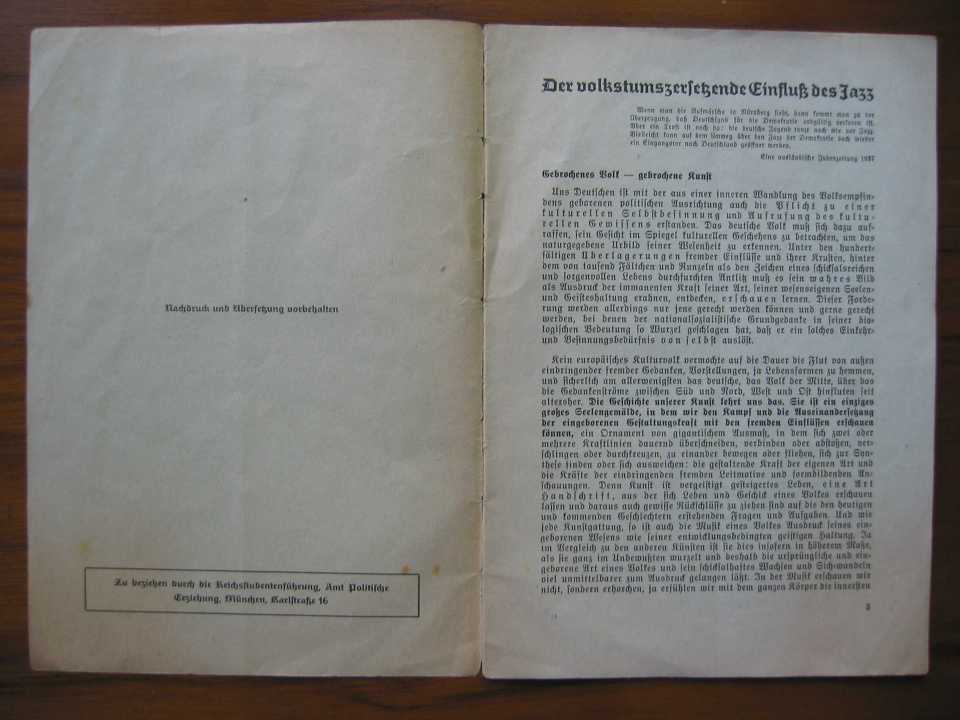 Nachdruck und Übersetzung vorbehalten
Zu beziehen durch die Reichsstudentenführung, Amt Politische
Erziehung, München, Karlstraße 16
Der volkstumszersetzende Einfluß des Jazz
Wenn man die Aufmärsche in Nürnberg sieht, dann kommt man zu der
Überzeugung, daß Deutschland für die Demokratie endgültig verloren ist.
Aber ein Trost ist noch da: die deutsche Jugend tanzt nach wie vor Jazz.
Vielleicht kann auf dem Umweg über den Jazz der Demokratie doch wieder
ein Eingangstor nach Deutschland geöffnet werden.
Eine ausländische Judenzeitung 1937
Gebrochenes Volk — gebrochene Kunst
Uns Deutschen ist mit der aus einer inneren Wandlung des Volksempfin-
dens geborenen politischen Ausrichtung auch die Pflicht zu einer
kulturellen Selbstbesinnung und Aufrufung des kultu-
rellen Gewissens erstanden. Das deutsche Volk muß sich dazu auf-
raffen, sein Gesicht im Spiegel kulturellen Geschehens zu betrachten, um das
naturgegebene Urbild seiner Wesenheit zu erkennen. Unter den hundert-
fältigen Überlagerungen fremder Einflüsse und ihrer Krusten, hinter
dem von tausend Fältchen und Runzeln als den Zeichen eines schicksalsreichen
und sorgenvollen Lebens durchfurchten Antlitz muß es sein wahres Bild
als Ausdruck der immanenten Kraft seiner Art, seiner wesenseigenen Seelen-
und Geisteshaltung erahnen, entdecken, erschauen lernen. Dieser Forde-
rung werden allerdings nur jene gerecht werden können und gerne gerecht
werden, bei denen der nationalsozialistische Grundgedanke in seiner bio-
logischen Bedeutung so Wurzel geschlagen hat, daß er ein solches Einkehr-
und Besinnungsbedürfnis von selbst auslöst.
Kein europäisches Kulturvolk vermochte auf die Dauer die Flut von außen
eindringender fremder Gedanken, Vorstellungen, ja Lebensformen zu hemmen,
und sicherlich am allerwenigsten das deutsche, das Volk der Mitte, über das
die Gedankenströme zwischen Süd und Nord, West und Ost hinfluten seit
altersher. Die Geschichte unserer Kunst lehrt uns das. Sie ist ein einziges
großes Seelengemälde, in dem wir den Kampf und die Auseinandersetzung
der eingeborenen Gestaltungskraft mit den fremden Einflüssen erschauen
können, ein Ornament von gigantischem Ausmaß, in dem sich zwei oder
mehrere Kraftlinien dauernd überschneiden, verbinden oder abstoßen, ver-
schlingen oder durchkreuzen, zu einander bewegen oder fliehen, sich zur Syn-
these finden oder sich ausweichen: die gestaltende Kraft der eigenen Art und
die Kräfte der eindringenden fremden Leitmotive und formbildenden An-
schauungen. Denn Kunst ist vergeistigt gesteigertes Leben, eine Art
Handschrift, aus der sich Leben und Geschick eines Volkes erschauen
lassen und daraus auch gewisse Rückschlüsse zu ziehen sind auf die den heutigen
und kommenden Geschlechtern erstehenden Fragen und Aufgaben. Und wie
jede Kunstgattung, so ist auch die Musik eines Volkes Ausdruck seines ein-
geborenen Wesens wie seiner entwicklungsbedingten geistigen Haltung. Ja
im Vergleich zu den anderen Künsten ist sie dies insofern in höherem Maße,
als sie ganz im Unbewußten wurzelt und deshalb die ursprüngliche und ein-
geborene Art eines Volkes und sein schicksalhaftes Wachsen und Sich-wandeln
viel unmittelbarer zum Ausdruck gelangen läßt. In der Musik erschauen wir
nicht, sondern erhorchen, ja erfühlen wir mit dem ganzen Körper die innersten
3